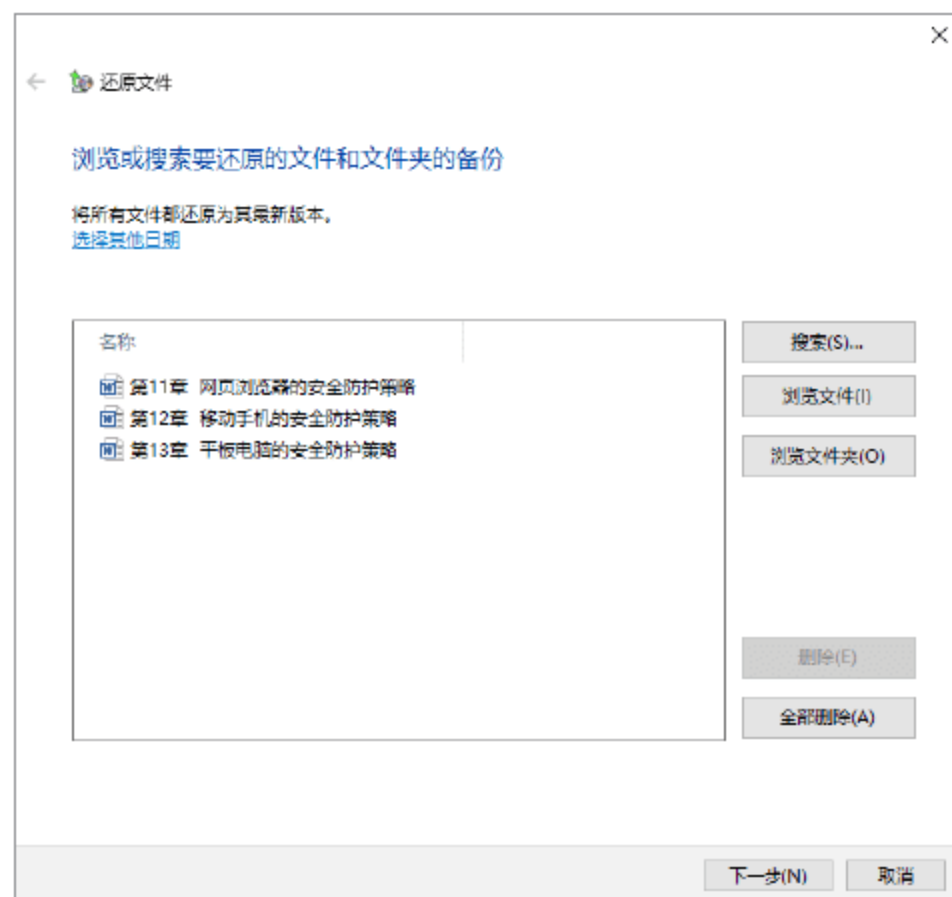 还原文件
浏览或搜索要还原的文件和文件夹的备份
将所有文件都还原为其最新版本。
选择其他日期
名称
搜索(S)...
第11章 网页浏览器的安全防护策略
浏览文件(I)
第12章 移动手机的安全防护策略
第13章 平板电脑的安全防护策略
浏览文件夹(O)
删除(E)
全部删除(A)
下一步(N) 取消